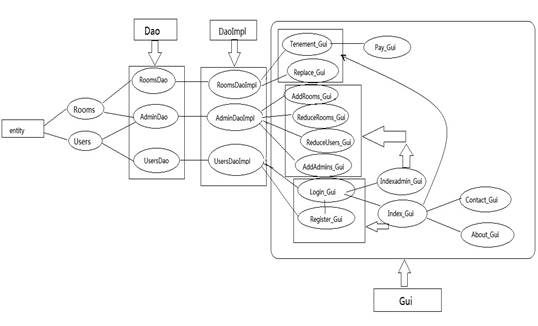 Dao
DaoImpl
Tenement_Gui
Pay_Gui
Replace_Gui
RoomsDao
RoomsDaoImpl
AddRooms_Gui
Rooms
AdminDao
AdminDaoImpl
ReduceRooms_Gui
entity
Users
ReduceUsers_Gui
UsersDao
UsersDaoImpl
AddAdmins_Gui
Login_Gui
Indexadmin_Gui
Register_Gui
Index_Gui
Contact_Gui
About_Gui
Gui